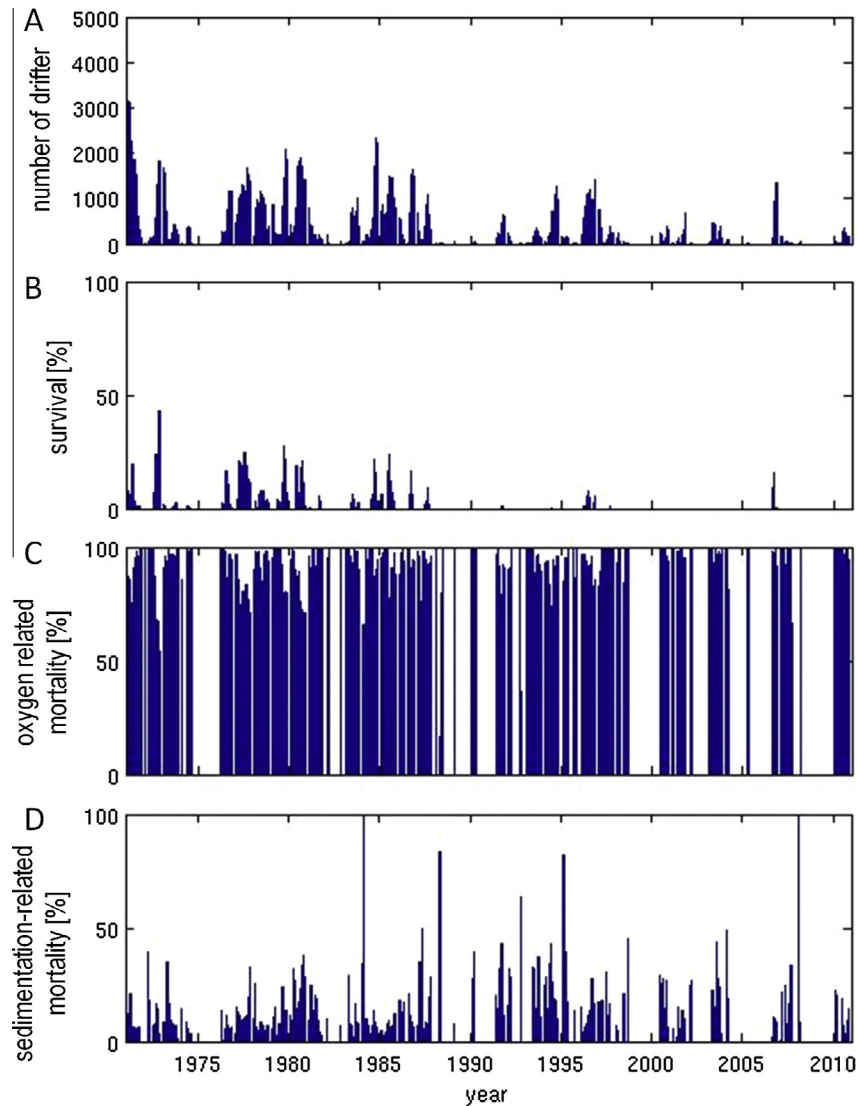 A
number of drifter
5000
4000
3000
2000
1000
0
B
survival [%]
100
50
0
C
oxygen related
mortality [%]
100
50
0
D
sedimentation-related
mortality [%]
100
50
0
1975 1980 1985 1990 1995 2000 2005 2010
year